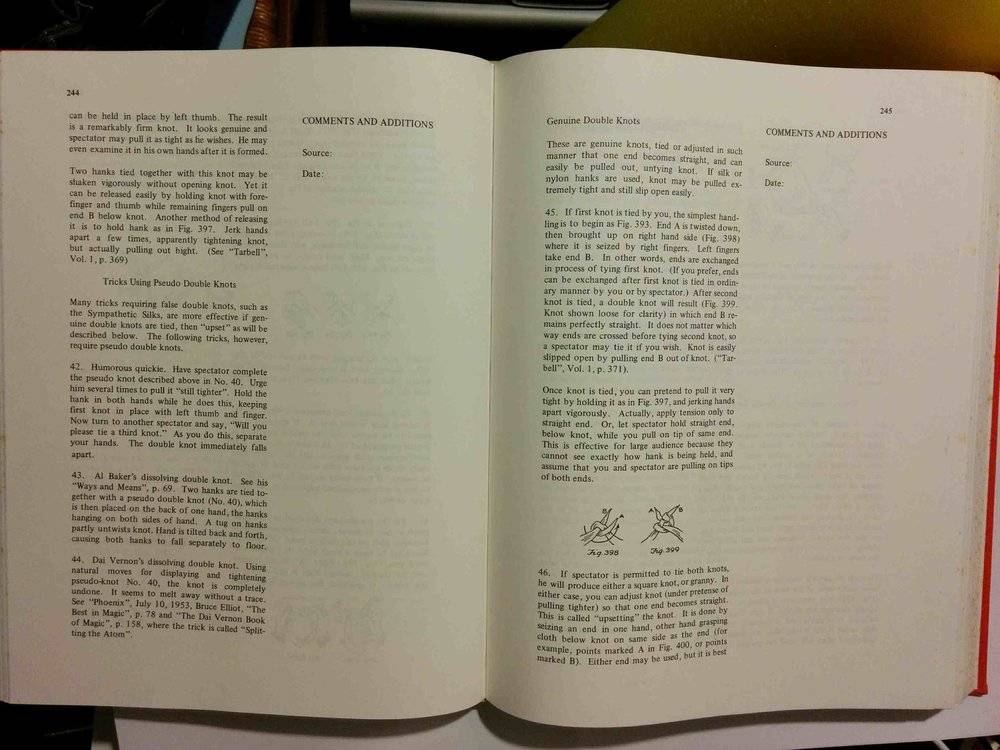 244
can be held in place by left thumb. The result
is a remarkably firm knot. It looks genuine and
spectator may pull it as tight as he wishes. He may
even examine it in his own hands after it is formed.
Two hanks tied together with this knot may be
shaken vigorously without opening knot. Yet it
can be released easily by holding knot with fore-
finger and thumb while remaining fingers pull on
end B below knot. Another method of releasing
it is to hold hank as in Fig. 397. Jerk hands
apart a few times, apparently tightening knot,
but actually pulling out bight. (See "Tarbell",
Vol. 1, p. 369)
Tricks Using Pseudo Double Knots
Many tricks requiring false double knots, such as
the Sympathetic Silks, are more effective if gen-
uine double knots are tied, then "upset" as will be
described below. The following tricks, however,
require pseudo double knots.
42. Humorous quickie. Have spectator complete
the pseudo knot described above in No. 40. Urge
him several times to pull it "still tighter". Hold the
hank in both hands while he does this, keeping
first knot in place with left thumb and finger.
Now turn to another spectator and say, "Will you
please tie a third knot." As you do this, separate
your hands. The double knot immediately falls
apart.
43. Al Baker's dissolving double knot. See his
"Ways and Means", p. 69. Two hanks are tied to-
gether with a pseudo double knot (No. 40), which
is then placed on the back of one hand, the hanks
hanging on both sides of hand. A tug on hanks
partly untwists knot. Hand is tilted back and forth,
causing both hanks to fall separately to floor.
44. Dai Vernon's dissolving double knot. Using
natural moves for displaying and tightening
pseudo-knot No. 40, the knot is completely
undone. It seems to melt away without a trace.
See "Phoenix", July 10, 1953, Bruce Elliot, "The
Best in Magic", p. 78 and "The Dai Vernon Book
of Magic", p. 158, where the trick is called "Split-
ting the Atom".
COMMENTS AND ADDITIONS
Source:
Date:
245
Genuine Double Knots
These are genuine knots, tied or adjusted in such
manner that one end becomes straight, and can
easily be pulled out, untying knot. If silk or
nylon hanks are used, knot may be pulled ex-
tremely tight and still slip open easily.
45. If first knot is tied by you, the simplest hand-
ling is to begin as Fig. 393. End A is twisted down,
then brought up on right hand side (Fig. 398)
where it is seized by right fingers. Left fingers
take end B. In other words, ends are exchanged
in process of tying first knot. (If you prefer, ends
can be exchanged after first knot is tied in ordin-
ary manner by you or by spectator.) After second
knot is tied, a double knot will result (Fig. 399.
Knot shown loose for clarity) in which end B re-
mains perfectly straight. It does not matter which
way ends are crossed before tying second knot, so
a spectator may tie it if you wish. Knot is easily
slipped open by pulling end B out of knot. ("Tar-
bell", Vol. 1, p. 371).
Once knot is tied, you can pretend to pull it very
tight by holding it as in Fig. 397, and jerking hands
apart vigorously. Actually, apply tension only to
straight end. Or, let spectator hold straight end,
below knot, while you pull on tip of same end.
This is effective for large audience because they
cannot see exactly how hank is being held, and
assume that you and spectator are pulling on tips
of both ends.
B A A B
Fig. 398 Fig. 399
46. If spectator is permitted to tie both knots,
he will produce either a square knot, or granny. In
either case, you can adjust knot (under pretense of
pulling tighter) so that one end becomes straight.
This is called "upsetting" the knot. It is done by
seizing an end in one hand, other hand grasping
cloth below knot on same side as the end (for
example, points marked A in Fig. 400, or points
marked B). Either end may be used, but it is best
COMMENTS AND ADDITIONS
Source:
Date: